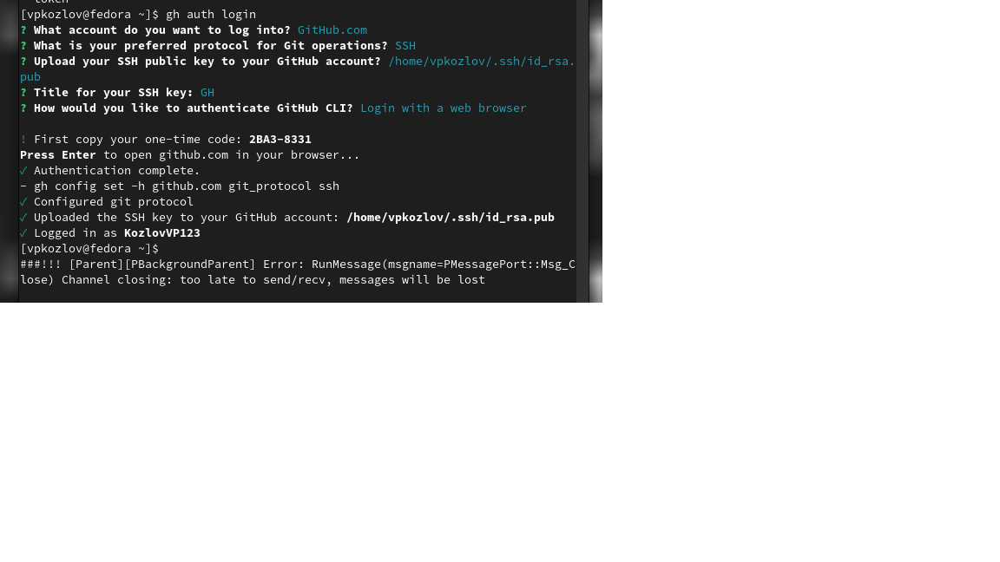 token
[vpkozlov@fedora ~]$ gh auth login
? What account do you want to log into? GitHub.com
? What is your preferred protocol for Git operations? SSH
? Upload your SSH public key to your GitHub account? /home/vpkozlov/.ssh/id_rsa.
pub
? Title for your SSH key: GH
? How would you like to authenticate GitHub CLI? Login with a web browser
! First copy your one-time code: 2BA3-8331
Press Enter to open github.com in your browser...
✓ Authentication complete.
- gh config set -h github.com git_protocol ssh
✓ Configured git protocol
✓ Uploaded the SSH key to your GitHub account: /home/vpkozlov/.ssh/id_rsa.pub
✓ Logged in as KozlovVP123
[vpkozlov@fedora ~]$
###!!! [Parent][PBackgroundParent] Error: RunMessage(msgname=PMessagePort::Msg_C
lose) Channel closing: too late to send/recv, messages will be lost